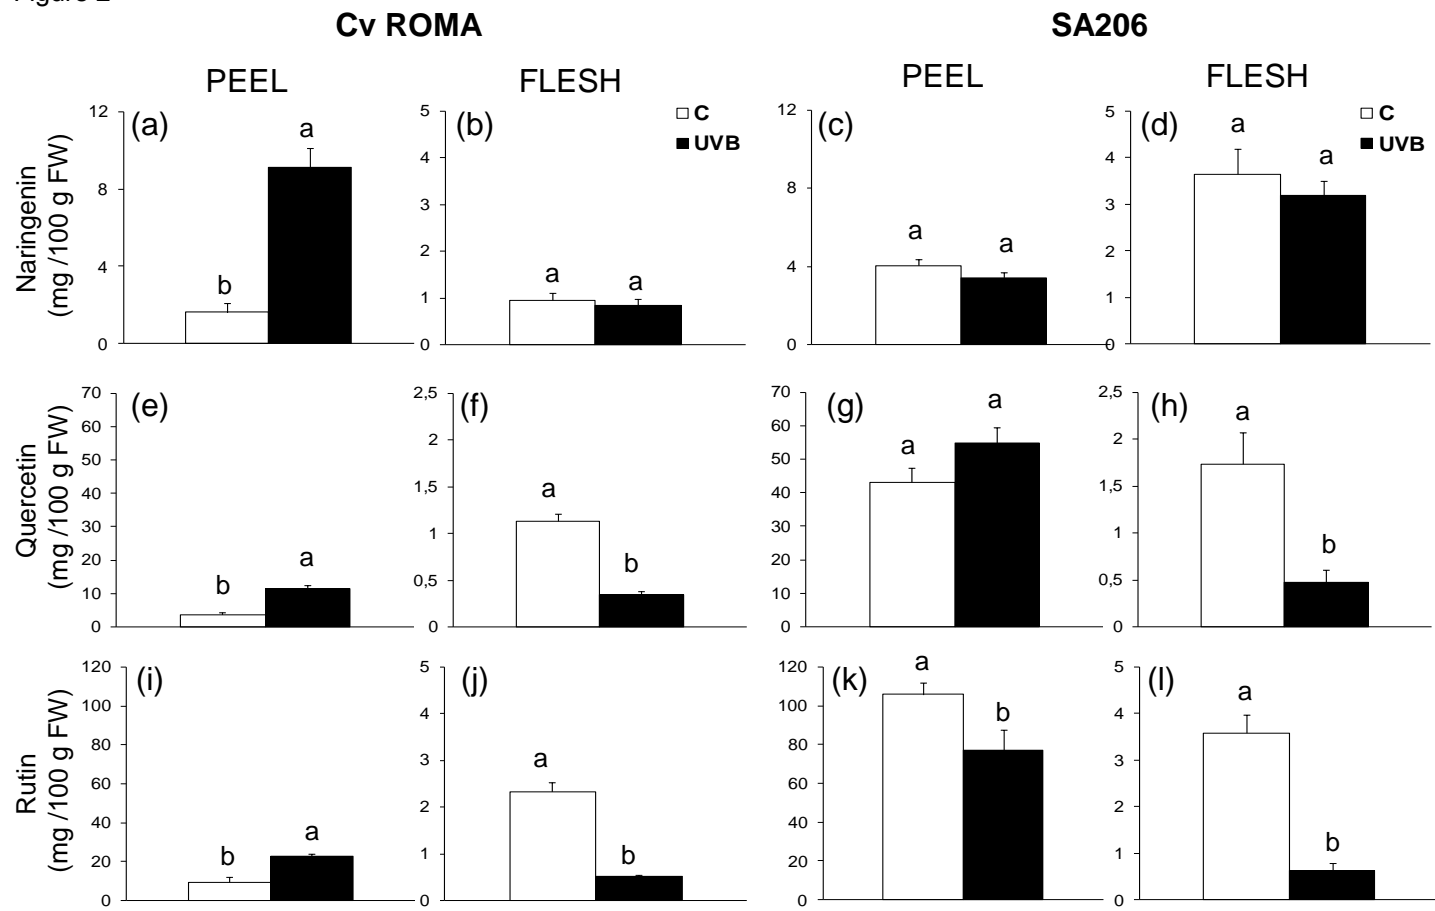 Cv ROMA SA206
PEEL FLESH PEEL FLESH
Naringenin
(mg /100 g FW)
12
8
4
0
(a)
b
a
5
4
3
2
1
0
(b)
C
UVB
a
a
12
8
4
0
(c)
a
a
5
4
3
2
1
0
(d)
C
UVB
a
a
Quercetin
(mg /100 g FW)
70
60
50
40
30
20
10
0
(e)
b
a
2,5
2
1,5
1
0,5
0
(f)
a
b
70
60
50
40
30
20
10
0
(g)
a
a
2,5
2
1,5
1
0,5
0
(h)
a
b
Rutin
(mg /100 g FW)
120
100
80
60
40
20
0
(i)
b
a
5
4
3
2
1
0
(j)
a
b
120
100
80
60
40
20
0
(k)
a
b
5
4
3
2
1
0
(l)
a
b